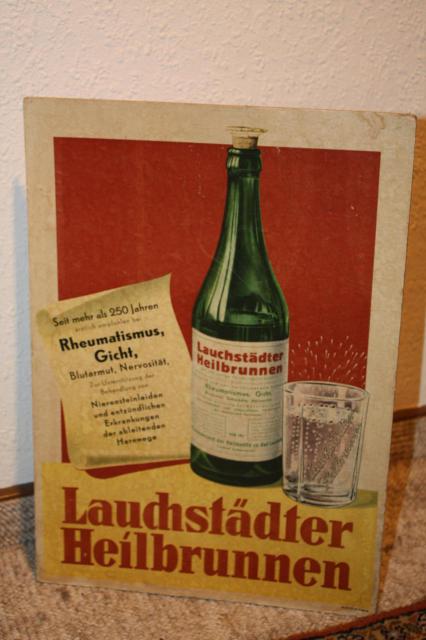 Seit mehr als 250 Jahren
ärztlich empfohlen bei
Rheumatismus,
Gicht,
Blutarmut, Nervosität,
Zur Unterstützung der
Behandlung von
Nierensteinleiden
und entzündlichen
Erkrankungen
der ableitenden
Harnwege
Lauchstädter
Heilbrunnen
Rheumatismus, Gicht,
Lauchstädter
Heilbrunnen